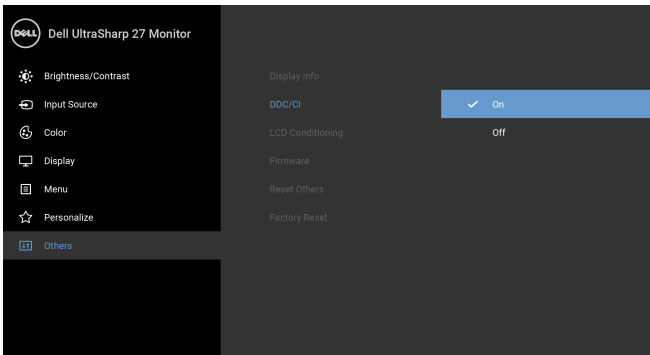 DELL
Dell UltraSharp 27 Monitor
Brightness/Contrast
Display info
Input Source
DDC/CI
On
Color
LCD Conditioning
Off
Display
Firmware
Menu
Reset Others
Personalize
Factory Reset
Others